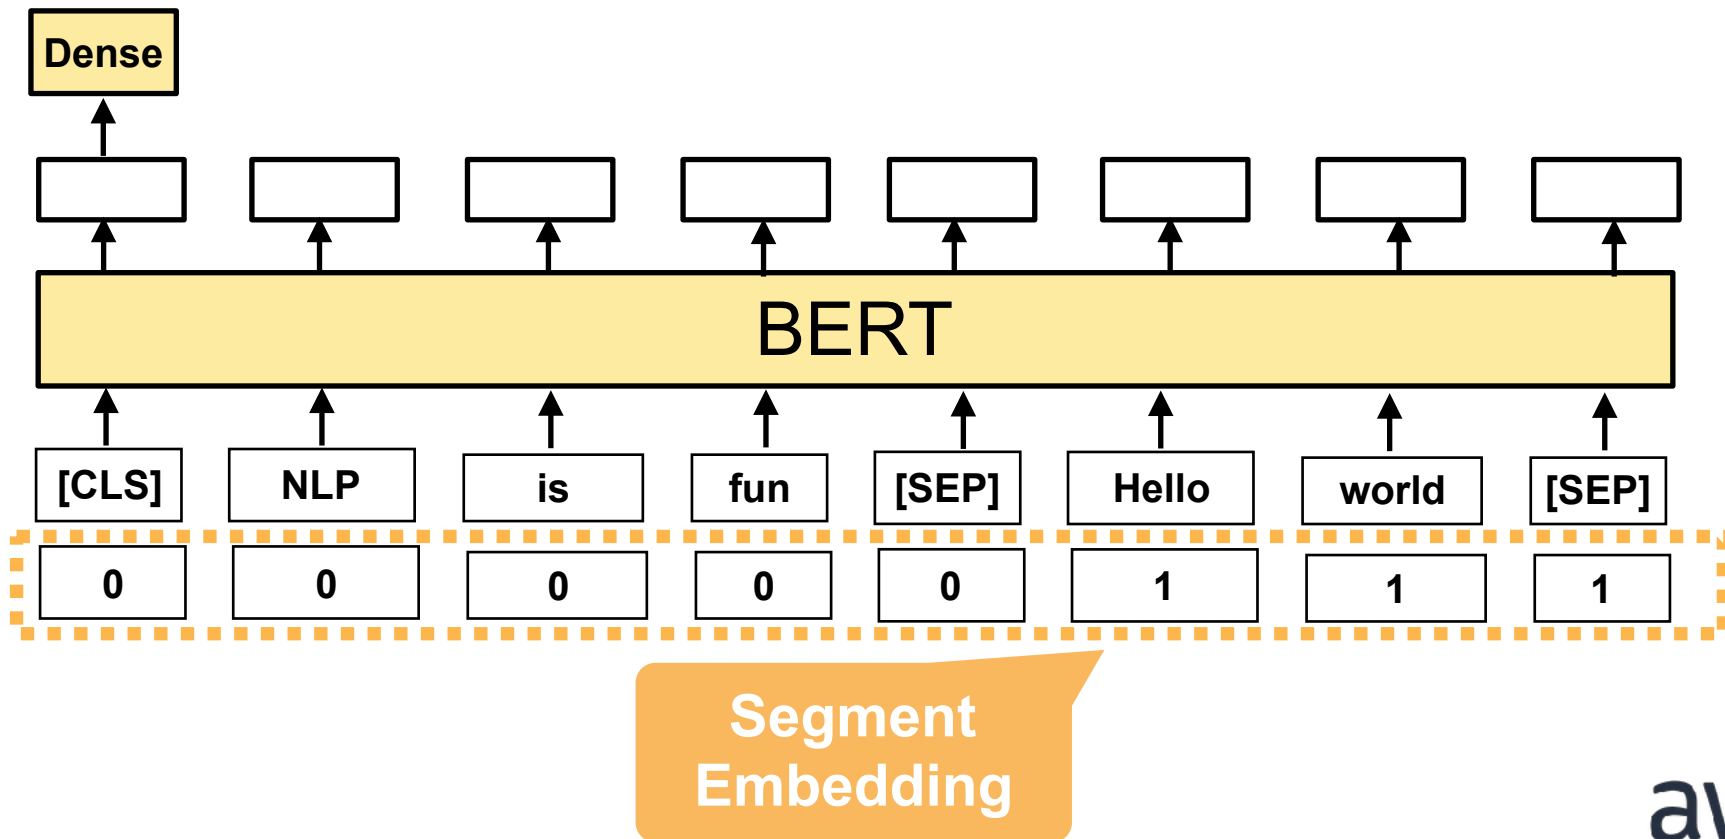 Dense
BERT
[CLS] NLP is fun [SEP] Hello world [SEP]
0 0 0 0 0 1 1 1
Segment
Embedding